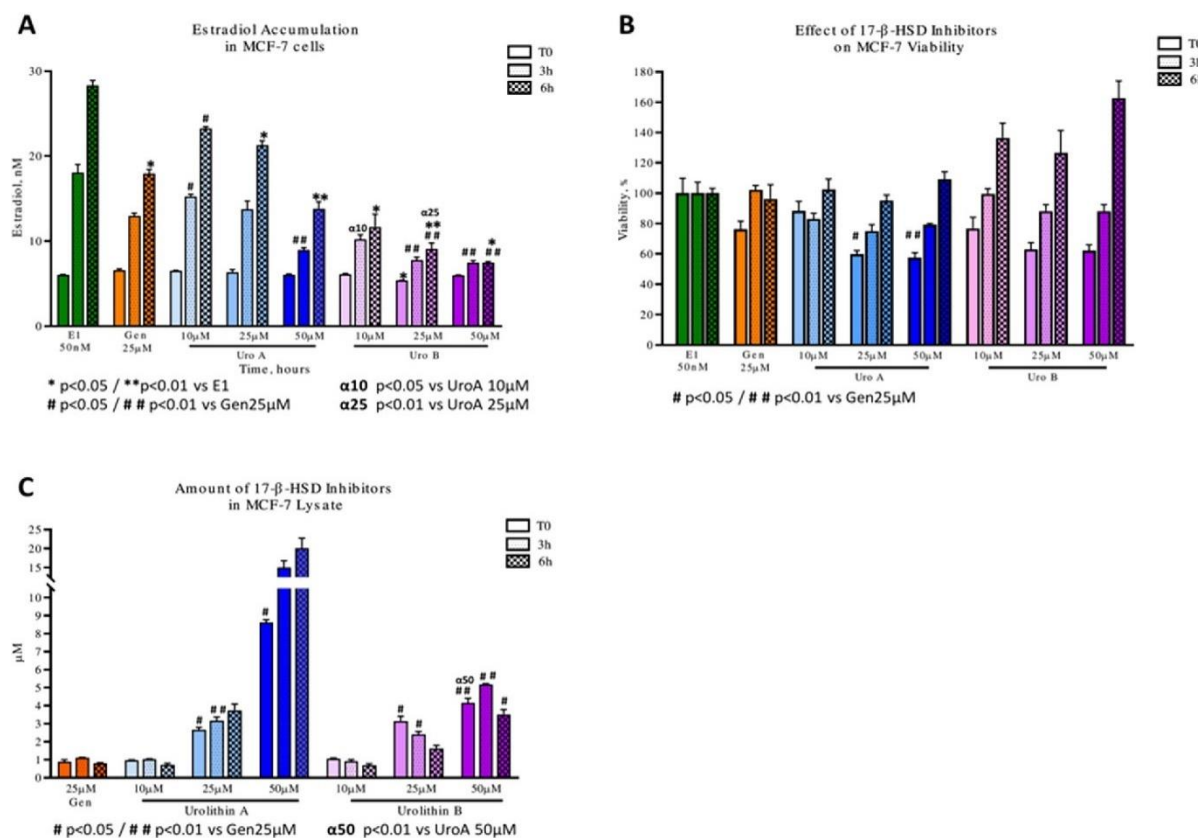 A
Estradiol Accumulation
in MCF-7 cells
T0
3h
6h
30
20
10
0
Estradiol, nM
*
#
#
*
##
**
α10
*
*
##
α25
**
##
##
*
##
E1
50nM
Gen
25µM
10µM
25µM
50µM
10µM
25µM
50µM
Uro A
Uro B
Time, hours
* p<0.05 / **p<0.01 vs E1
# p<0.05 / # # p<0.01 vs Gen25µM
α10 p<0.05 vs UroA 10µM
α25 p<0.01 vs UroA 25µM
B
Effect of 17-β-HSD Inhibitors
on MCF-7 Viability
T0
3h
6h
180
160
140
120
100
80
60
40
20
0
Viability, %
#
##
E1
50nM
Gen
25µM
10µM
25µM
50µM
10µM
25µM
50µM
Uro A
Uro B
# p<0.05 / # # p<0.01 vs Gen25µM
C
Amount of 17-β-HSD Inhibitors
in MCF-7 Lysate
T0
3h
6h
25
20
15
10
9
8
7
6
5
4
3
2
1
0
µM
#
##
#
#
#
α50
##
##
#
25µM
Gen
10µM
25µM
50µM
10µM
25µM
50µM
Urolithin A
Urolithin B
# p<0.05 / # # p<0.01 vs Gen25µM
α50 p<0.01 vs UroA 50µM